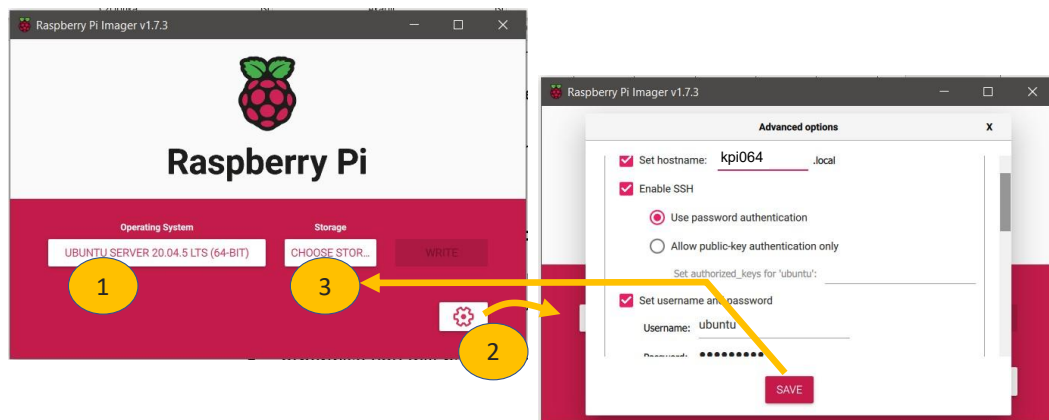 Raspberry Pi Imager v1.7.3
Raspberry Pi
Operating System
Storage
UBUNTU SERVER 20.04.5 LTS (64-BIT)
CHOOSE STOR...
WRITE
1
3
2
Raspberry Pi Imager v1.7.3
Advanced options
X
Set hostname: kpi064 .local
Enable SSH
Use password authentication
Allow public-key authentication only
Set authorized_keys for 'ubuntu':
Set username and password
Username: ubuntu
Password: •••••••••
SAVE